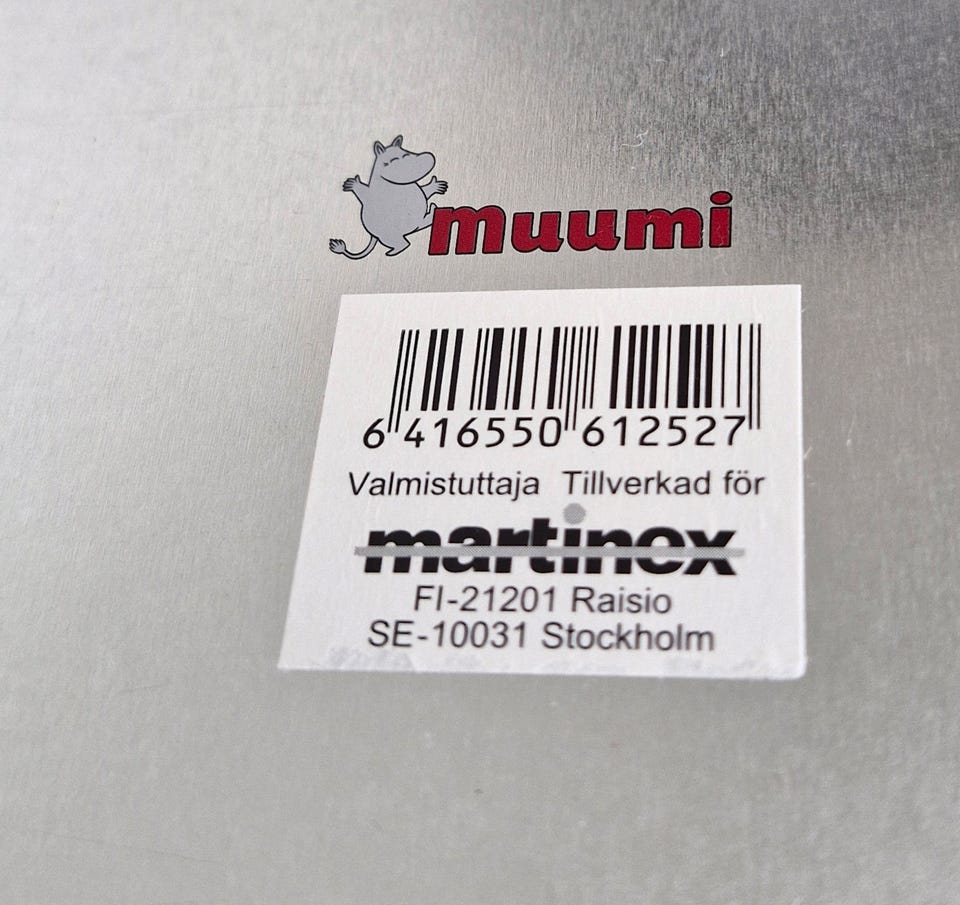 muumi
6 416550 612527
Valmistuttaja Tillverkad för
martinex
FI-21201 Raisio
SE-10031 Stockholm